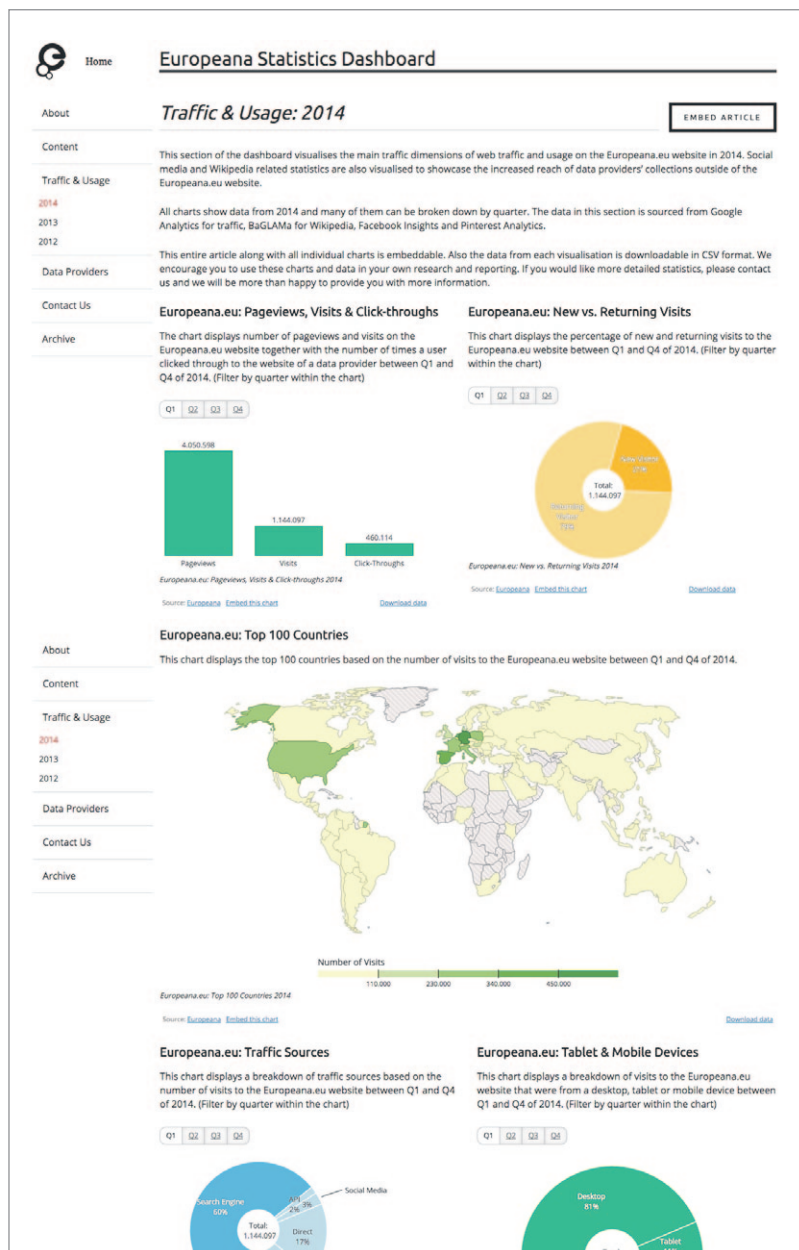 Home
Europeana Statistics Dashboard
About
Content
Traffic & Usage
2014
2013
2012
Data Providers
Contact Us
Archive
Traffic & Usage: 2014
EMBED ARTICLE
This section of the dashboard visualises the main traffic dimensions of web traffic and usage on the Europeana.eu website in 2014. Social
media and Wikipedia related statistics are also visualised to showcase the increased reach of data providers' collections outside of the
Europeana.eu website.
All charts show data from 2014 and many of them can be broken down by quarter. The data in this section is sourced from Google
Analytics for traffic, BaGLAMa for Wikipedia, Facebook Insights and Pinterest Analytics.
This entire article along with all individual charts is embeddable. Also the data from each visualisation is downloadable in CSV format. We
encourage you to use these charts and data in your own research and reporting. If you would like more detailed statistics, please contact
us and we will be more than happy to provide you with more information.
Europeana.eu: Pageviews, Visits & Click-throughs
The chart displays number of pageviews and visits on the
Europeana.eu website together with the number of times a user
clicked through to the website of a data provider between Q1 and
Q4 of 2014. (Filter by quarter within the chart)
Q1 Q2 Q3 Q4
4.050.598
1.144.097
460.114
Pageviews Visits Click-Throughs
Europeana.eu: Pageviews, Visits & Click-throughs 2014
Source: Europeana Embed this chart Download data
Europeana.eu: New vs. Returning Visits
This chart displays the percentage of new and returning visits to the
Europeana.eu website between Q1 and Q4 of 2014. (Filter by quarter
within the chart)
Q1 Q2 Q3 Q4
Total:
1.144.097
Returning
Europeana.eu: New vs. Returning Visits 2014
Source: Europeana Embed this chart Download data
About
Content
Traffic & Usage
2014
2013
2012
Data Providers
Contact Us
Archive
Europeana.eu: Top 100 Countries
This chart displays the top 100 countries based on the number of visits to the Europeana.eu website between Q1 and Q4 of 2014.
Number of Visits
110.000 230.000 340.000 450.000
Europeana.eu: Top 100 Countries 2014
Source: Europeana Embed this chart Download data
Europeana.eu: Traffic Sources
This chart displays a breakdown of traffic sources based on the
number of visits to the Europeana.eu website between Q1 and Q4
of 2014. (Filter by quarter within the chart)
Q1 Q2 Q3 Q4
Search Engine
60%
API
2%
3%
Social Media
Direct
17%
Total:
1.144.097
Europeana.eu: Tablet & Mobile Devices
This chart displays a breakdown of visits to the Europeana.eu
website that were from a desktop, tablet or mobile device between
Q1 and Q4 of 2014. (Filter by quarter within the chart)
Q1 Q2 Q3 Q4
Desktop
81%
Tablet